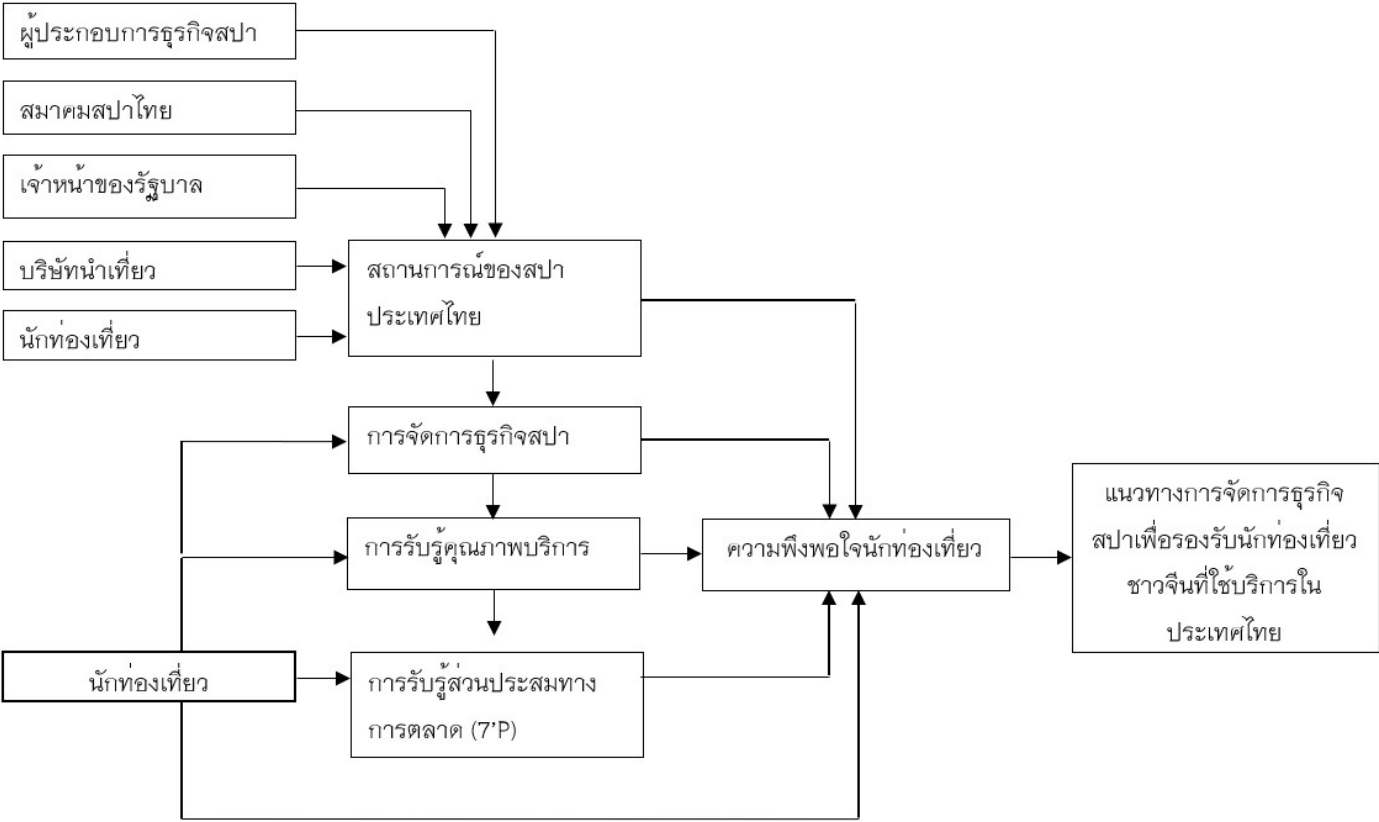 ผู้ประกอบการธุรกิจสปา
สมาคมสปาไทย
เจ้าหน้าของรัฐบาล
บริษัทนำเที่ยว
นักท่องเที่ยว
สถานการณ์ของสปา
ประเทศไทย
การจัดการธุรกิจสปา
การรับรู้คุณภาพบริการ
นักท่องเที่ยว
การรับรู้ส่วนประสมทาง
การตลาด (7'P)
ความพึงพอใจนักท่องเที่ยว
แนวทางการจัดการธุรกิจ
สปาเพื่อรองรับนักท่องเที่ยว
ชาวจีนที่ใช้บริการใน
ประเทศไทย